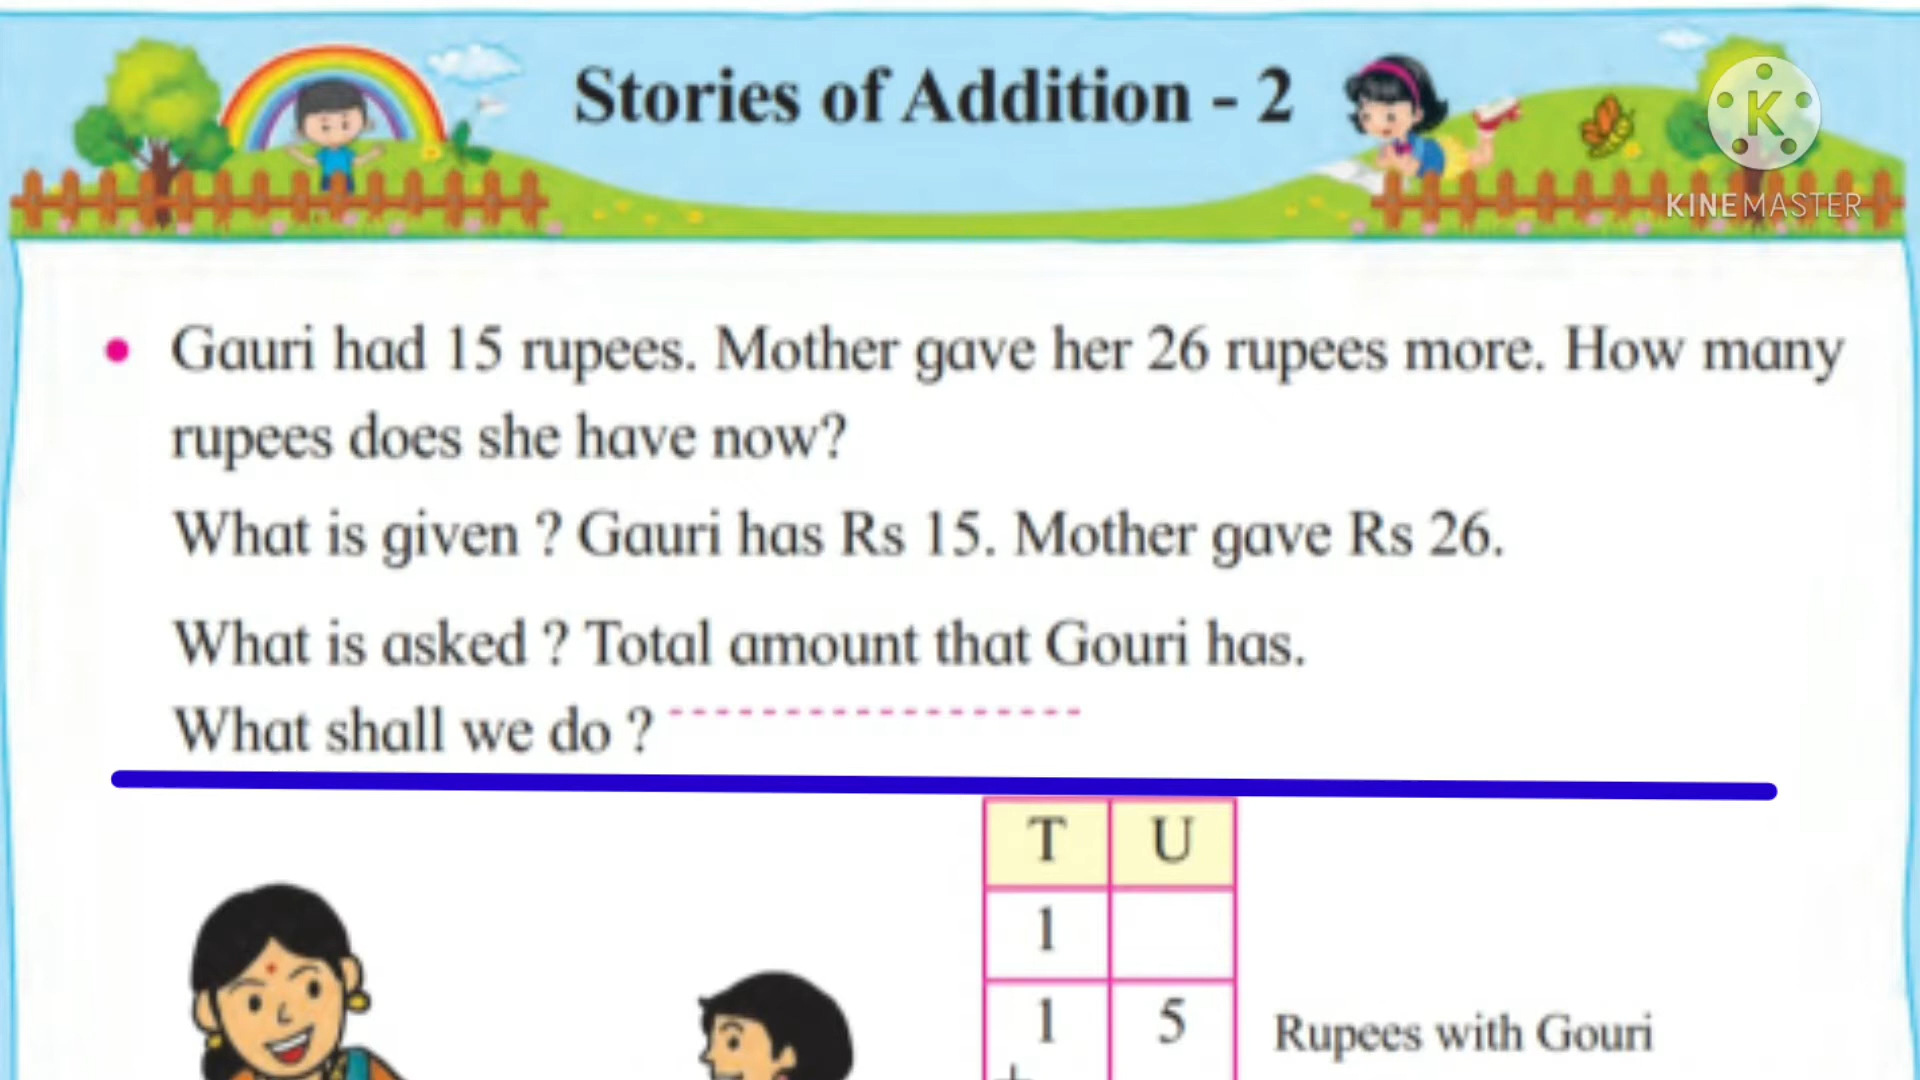 Stories of Addition - 2
K
KINEMASTER
Gauri had 15 rupees. Mother gave her 26 rupees more. How many
rupees does she have now?
What is given ? Gauri has Rs 15. Mother gave Rs 26.
What is asked ? Total amount that Gouri has.
What shall we do ? ------------------
T U
1
1 5 Rupees with Gouri
+